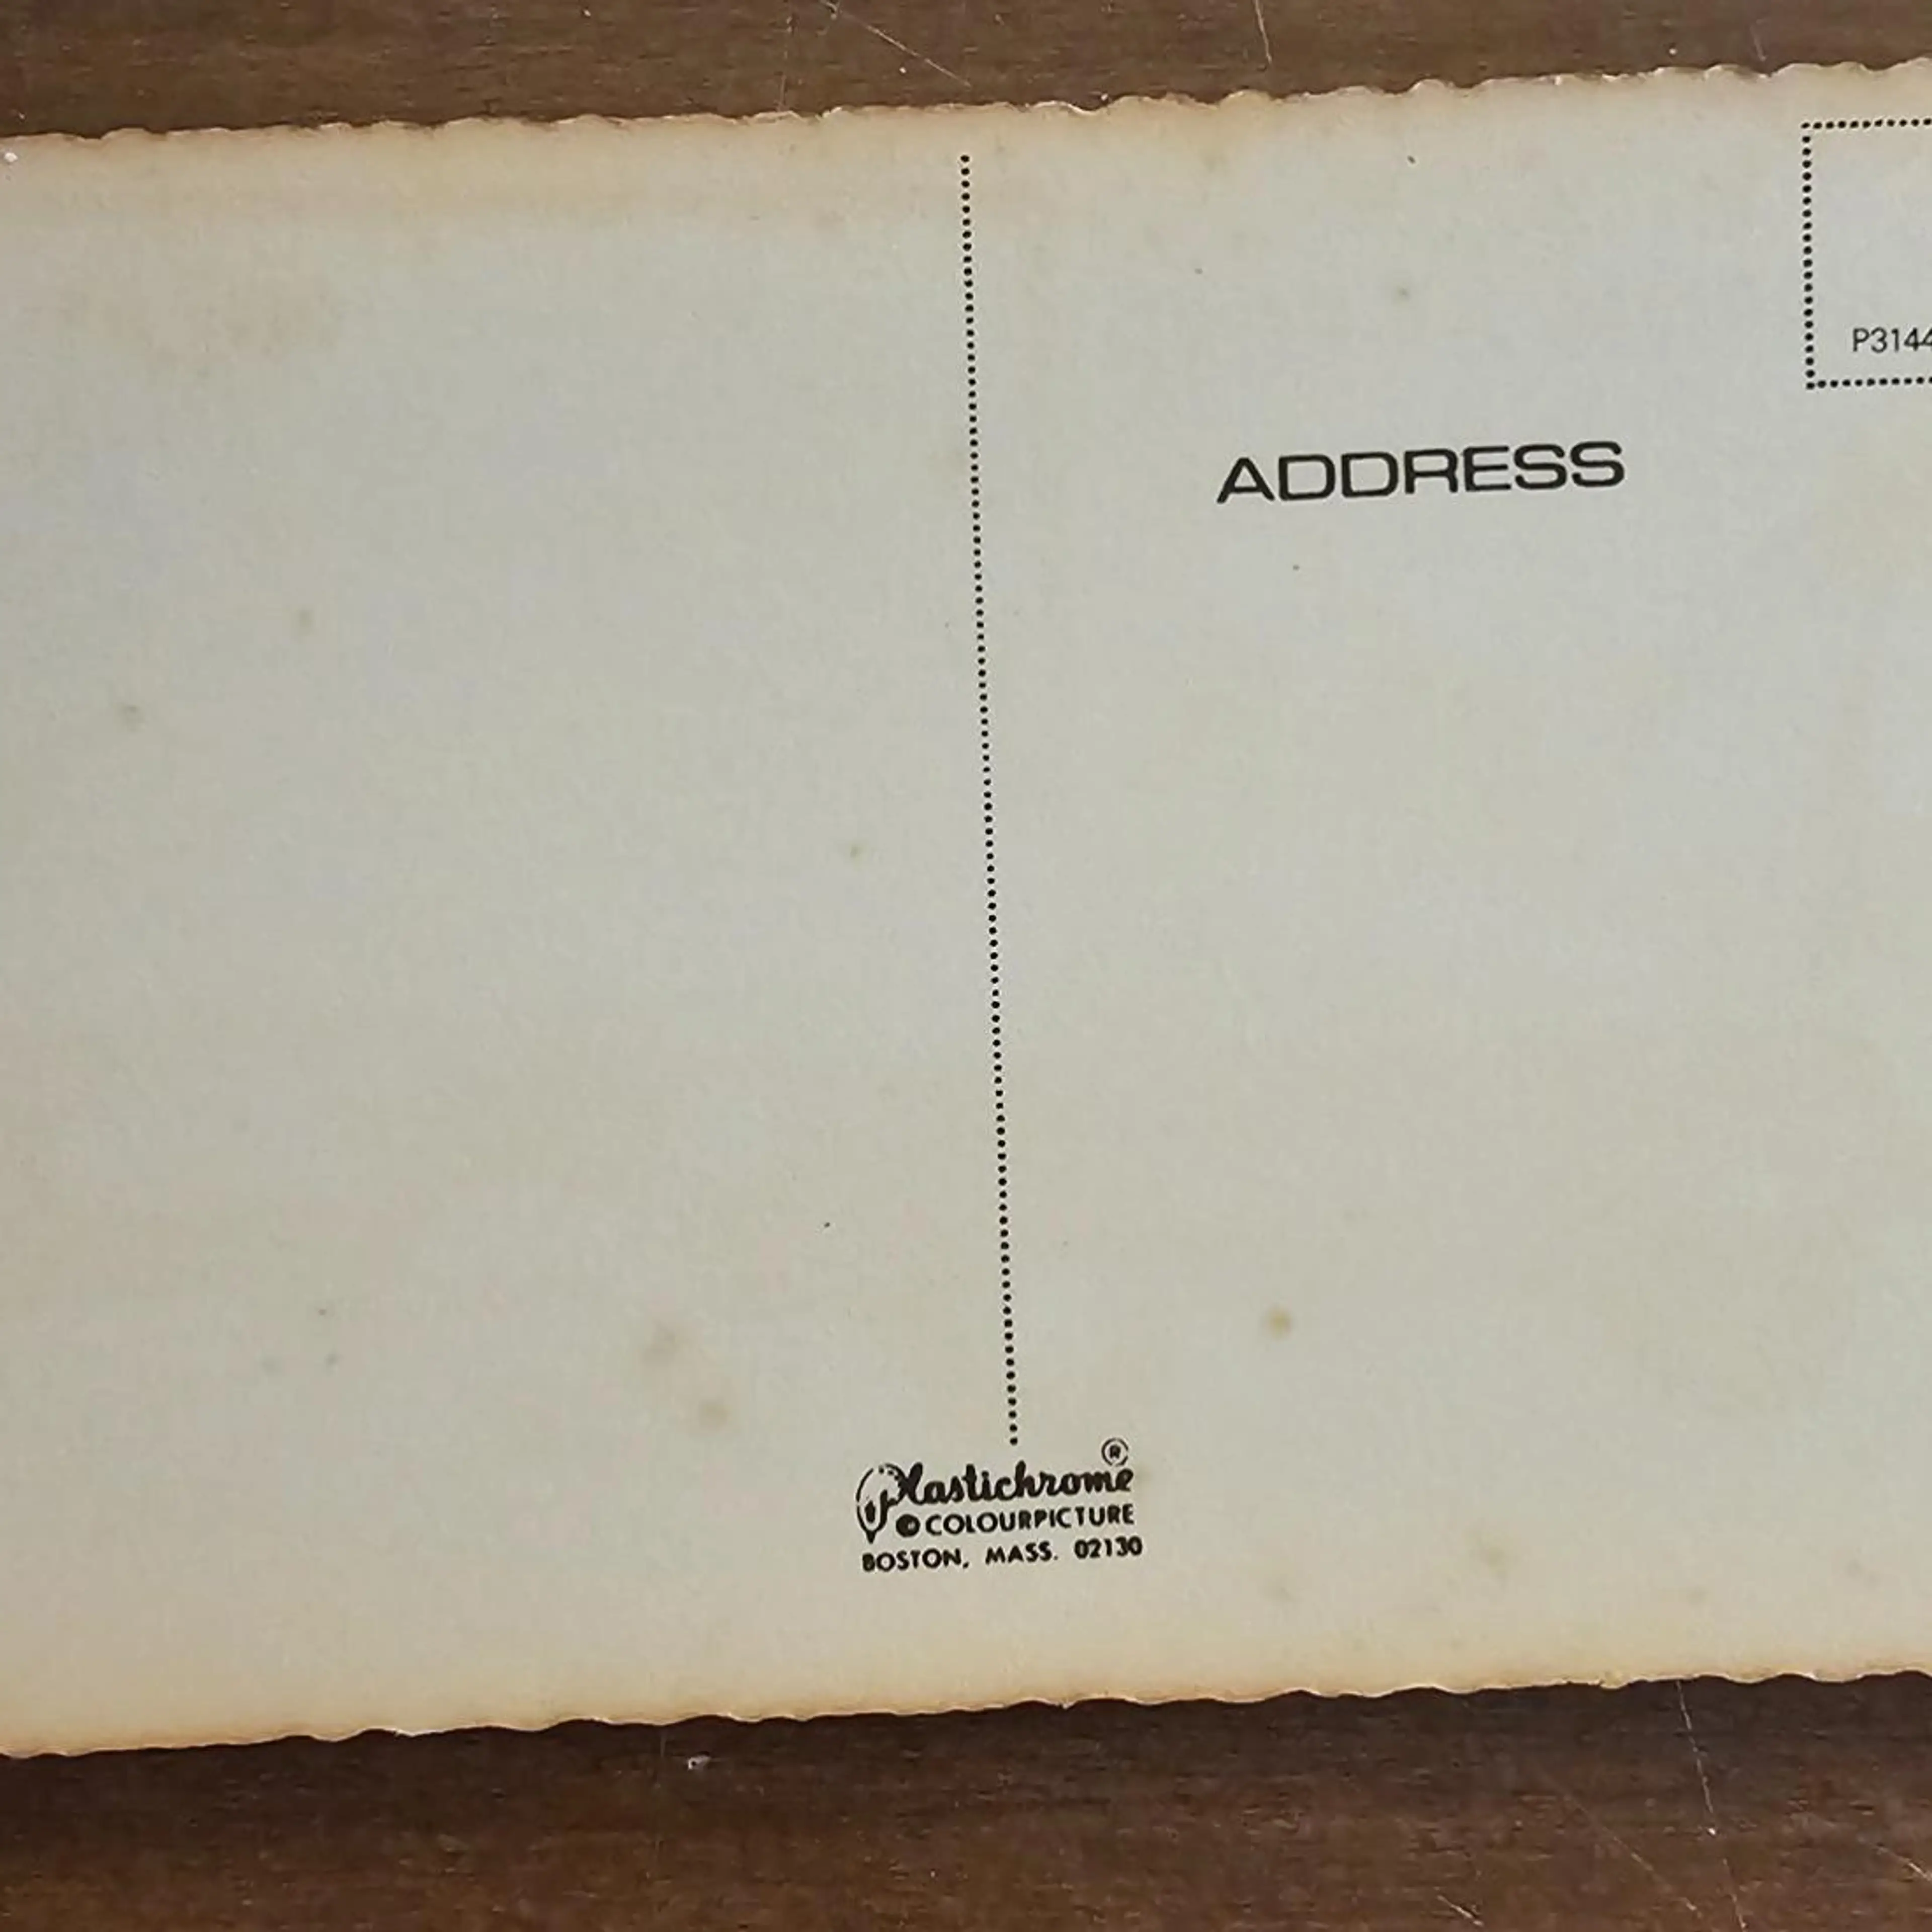 P3144
ADDRESS
Plastichrome®
© COLOURPICTURE
BOSTON, MASS. 02130